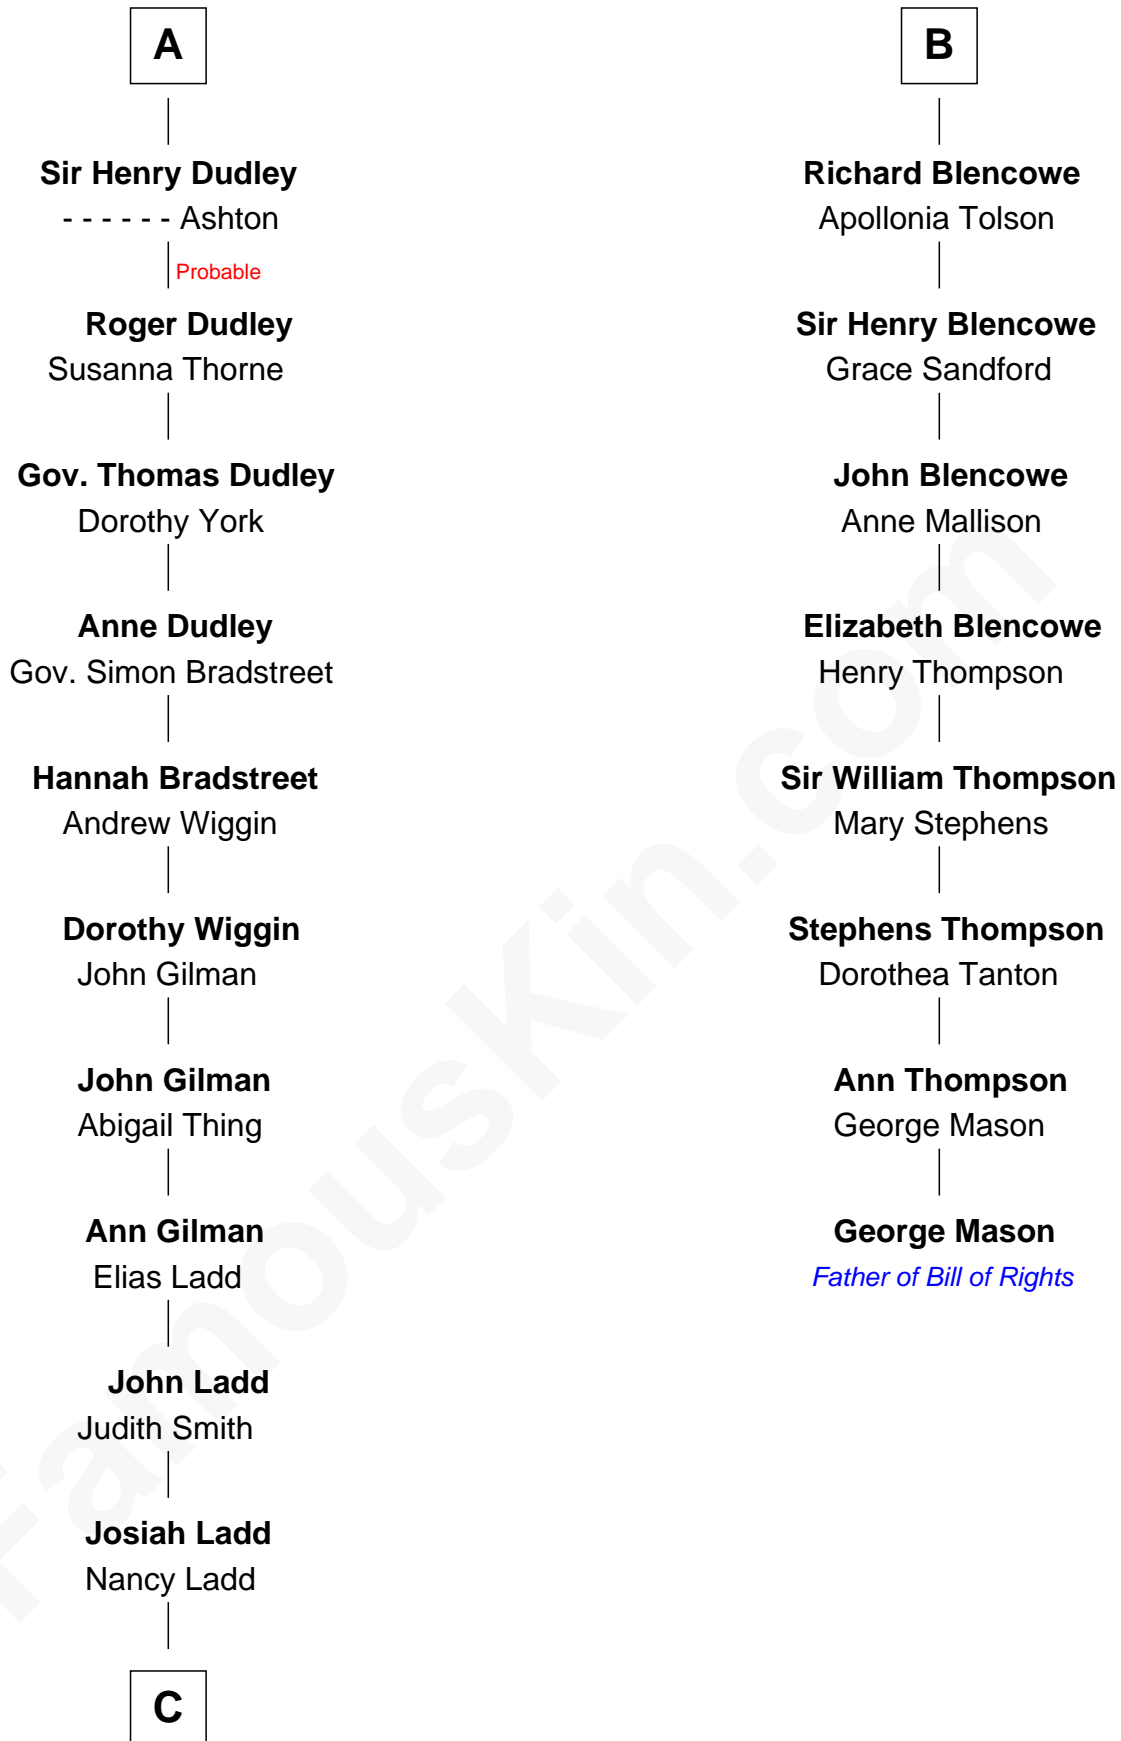 A
Sir Henry Dudley
- - - - - - Ashton
Probable
Roger Dudley
Susanna Thorne
Gov. Thomas Dudley
Dorothy York
Anne Dudley
Gov. Simon Bradstreet
Hannah Bradstreet
Andrew Wiggin
Dorothy Wiggin
John Gilman
John Gilman
Abigail Thing
Ann Gilman
Elias Ladd
John Ladd
Judith Smith
Josiah Ladd
Nancy Ladd
C
B
Richard Blencowe
Apollonia Tolson
Sir Henry Blencowe
Grace Sandford
John Blencowe
Anne Mallison
Elizabeth Blencowe
Henry Thompson
Sir William Thompson
Mary Stephens
Stephens Thompson
Dorothea Tanton
Ann Thompson
George Mason
George Mason
Father of Bill of Rights
FamousKin.com